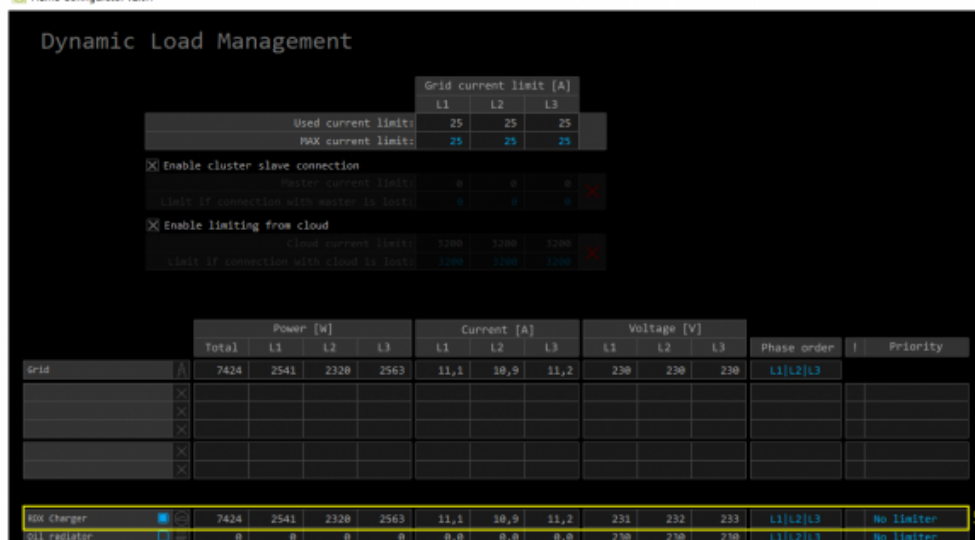 Dynamic Load Management
Grid current limit [A]
L1 L2 L3
Used current limit: 25 25 25
MAX current limit: 25 25 25
Enable cluster slave connection
Master current limit: 0 0 0
Limit if connection with master is lost: 0 0 0
Enable limiting from cloud
Cloud current limit: 3200 3200 3200
Limit if connection with cloud is lost: 3200 3200 3200
Power [W] Current [A] Voltage [V]
Total L1 L2 L3 L1 L2 L3 L1 L2 L3 Phase order ! Priority
Grid 7424 2541 2320 2563 11,1 10,9 11,2 230 230 230 L1|L2|L3
RDX Charger 7424 2541 2320 2563 11,1 10,9 11,2 231 232 233 L1|L2|L3 No limiter
Oil radiator 0 0 0 0 0,0 0,0 0,0 230 230 230 L1|L2|L3 No limiter